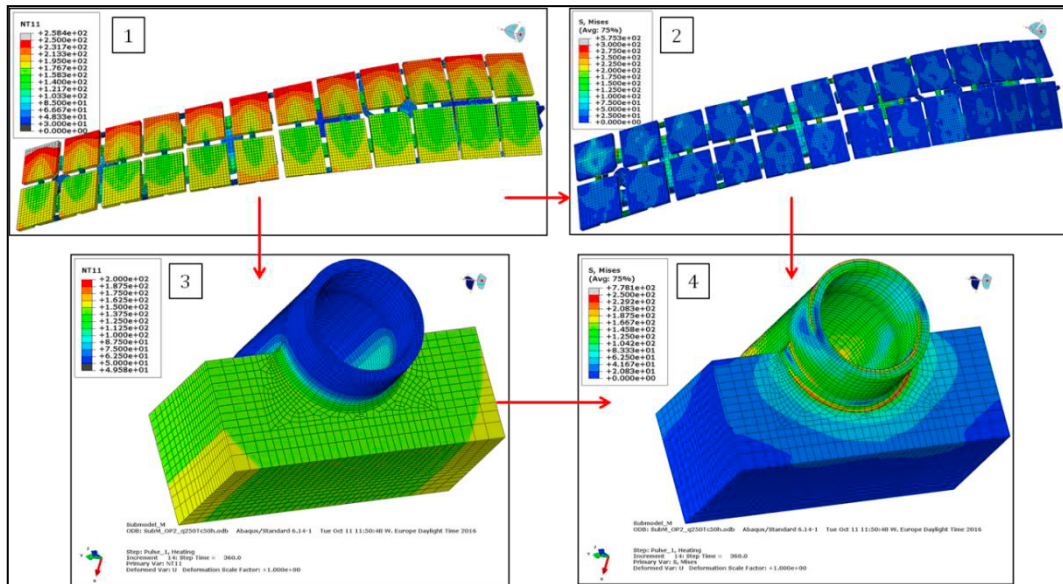 1
NT11
+2.584e+02
+2.500e+02
+2.317e+02
+2.133e+02
+1.950e+02
+1.767e+02
+1.583e+02
+1.400e+02
+1.217e+02
+1.033e+02
+8.500e+01
+6.667e+01
+4.833e+01
+3.000e+01
+0.000e+00
2
S, Mises
(Avg: 75%)
+5.753e+02
+3.000e+02
+2.750e+02
+2.500e+02
+2.250e+02
+2.000e+02
+1.750e+02
+1.500e+02
+1.250e+02
+1.000e+02
+7.500e+01
+5.000e+01
+2.500e+01
+0.000e+00
3
NT11
+2.000e+02
+1.875e+02
+1.750e+02
+1.625e+02
+1.500e+02
+1.375e+02
+1.250e+02
+1.125e+02
+1.000e+02
+8.750e+01
+7.500e+01
+6.250e+01
+5.000e+01
+4.958e+01
Submodel_M
ODB: SubM_OP2_q250Tc50h.odb Abaqus/Standard 6.14-1 Tue Oct 11 11:50:48 W. Europe Daylight Time 2016
Step: Pulse_1, Heating
Increment 14: Step Time = 360.0
Primary Var: NT11
Deformed Var: U Deformation Scale Factor: +1.000e+00
4
S, Mises
(Avg: 75%)
+7.781e+02
+2.500e+02
+2.292e+02
+2.083e+02
+1.875e+02
+1.667e+02
+1.458e+02
+1.250e+02
+1.042e+02
+8.333e+01
+6.250e+01
+4.167e+01
+2.083e+01
+0.000e+00
Submodel_M
ODB: SubM_OP2_q250Tc50h.odb Abaqus/Standard 6.14-1 Tue Oct 11 11:50:48 W. Europe Daylight Time 2016
Step: Pulse_1, Heating
Increment 14: Step Time = 360.0
Primary Var: S, Mises
Deformed Var: U Deformation Scale Factor: +1.000e+00